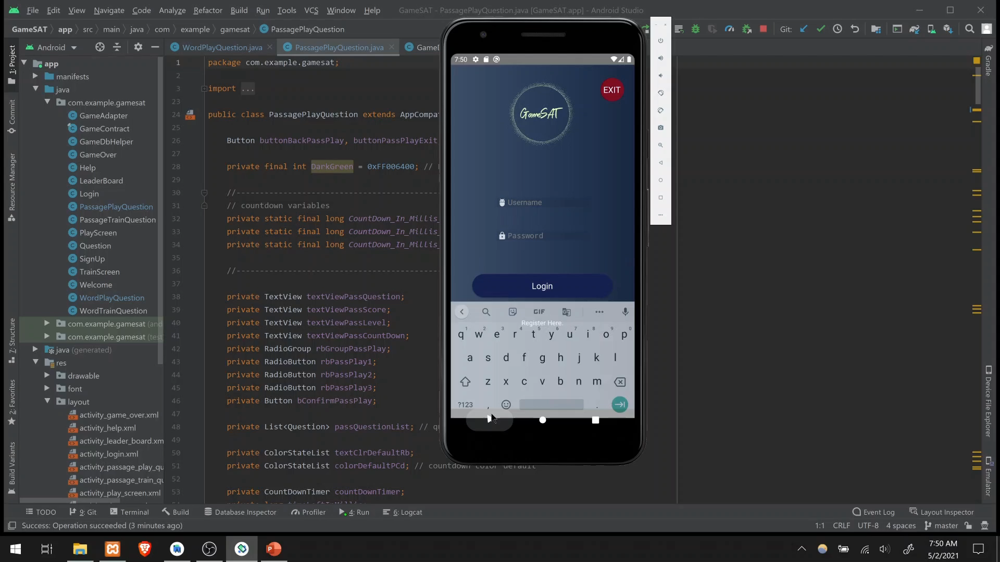 File Edit View Navigate Code Analyze Refactor Build Run Tools VCS Window Help GameSAT - PassagePlayQuestion.java [GameSAT.app] - Android Studio
GameSAT app src main java com example gamesat PassagePlayQuestion Git:
Android WordPlayQuestion.java PassagePlayQuestion.java
1: Project
Commit
Resource Manager
7: Structure
2: Favorites
Build Variants
app
manifests
java
com.example.gamesat
GameAdapter
GameContract
GameDbHelper
GameOver
Help
LeaderBoard
Login
PassagePlayQuestion
PassageTrainQuestion
PlayScreen
Question
SignUp
TrainScreen
Welcome
WordPlayQuestion
WordTrainQuestion
com.example.gamesat (and
com.example.gamesat (test
java (generated)
res
drawable
font
layout
activity_game_over.xml
activity_help.xml
activity_leader_board.xm
activity_login.xml
activity_passage_play_qu
activity_passage_train_qu
activity_play_screen.xml
1 package com.example.gamesat;
2
3 import ...
23
24 public class PassagePlayQuestion extends AppCompat
25
26 Button buttonBackPassPlay, buttonPassPlayExit
27
28 private final int DarkGreen = 0xFF006400; //
29
30 //----------------------------------------
31 // countdown variables
32 private static final long CountDown_In_Millis_
33 private static final long CountDown_In_Millis_
34 private static final long CountDown_In_Millis_
35
36 //----------------------------------------
37
38 private TextView textViewPassQuestion;
39 private TextView textViewPassScore;
40 private TextView textViewPassLevel;
41 private TextView textViewPassCountDown;
42 private RadioGroup rbGroupPassPlay;
43 private RadioButton rbPassPlay1;
44 private RadioButton rbPassPlay2;
45 private RadioButton rbPassPlay3;
46 private Button bConfirmPassPlay;
47
48 private List<Question> passQuestionList; // qu
49
50 private ColorStateList textClrDefaultRb;
51 private ColorStateList colorDefaultPCd; // countdown color default
52
53 private CountDownTimer countDownTimer;
7:50
EXIT
GameSAT
Username
Password
Login
GIF
Register Here.
q1 w2 e3 r4 t5 y6 u7 i8 o9 p0
a s d f g h j k l
z x c v b n m
?123 , .
Gradle
Device File Explorer
Emulator
TODO 9: Git Terminal Build Database Inspector Profiler 4: Run 6: Logcat Event Log Layout Inspector
Success: Operation succeeded (3 minutes ago) 1:1 CRLF UTF-8 4 spaces master
7:50 AM
5/2/2021